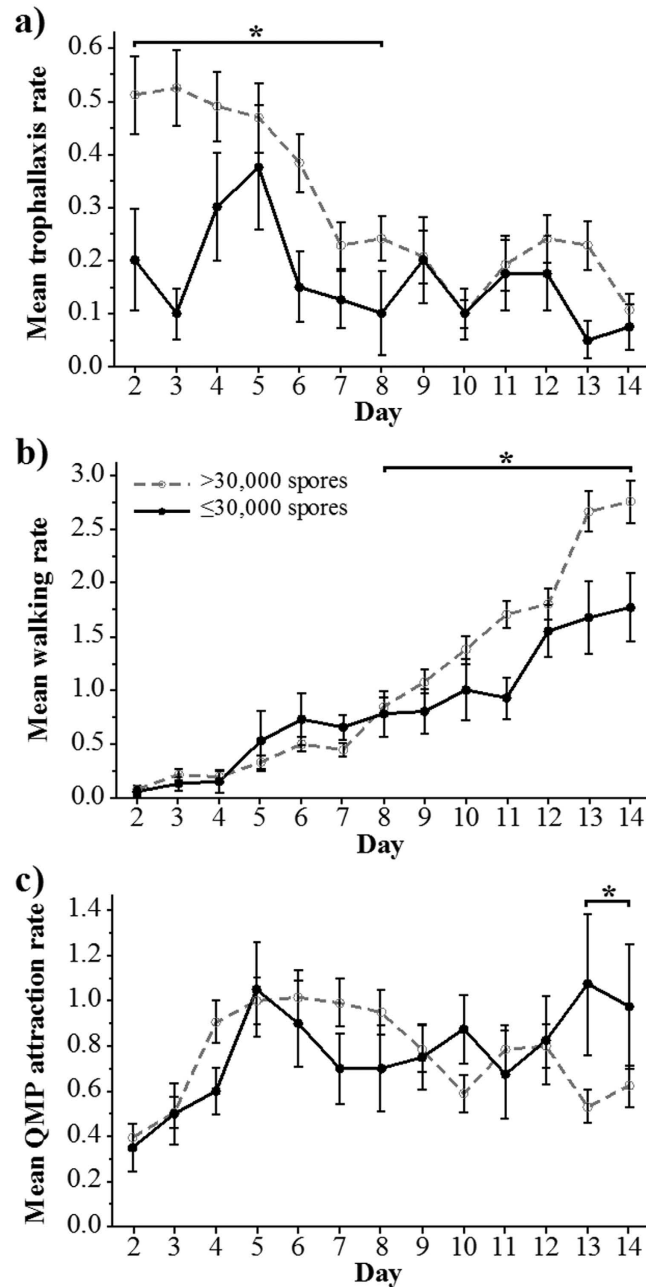 a)
*
Mean trophallaxis rate
0.6
0.5
0.4
0.3
0.2
0.1
0.0
2 3 4 5 6 7 8 9 10 11 12 13 14
Day
b)
*
>30,000 spores
≤30,000 spores
Mean walking rate
3.0
2.5
2.0
1.5
1.0
0.5
0.0
2 3 4 5 6 7 8 9 10 11 12 13 14
Day
c)
*
Mean QMP attraction rate
1.4
1.2
1.0
0.8
0.6
0.4
0.2
0.0
2 3 4 5 6 7 8 9 10 11 12 13 14
Day